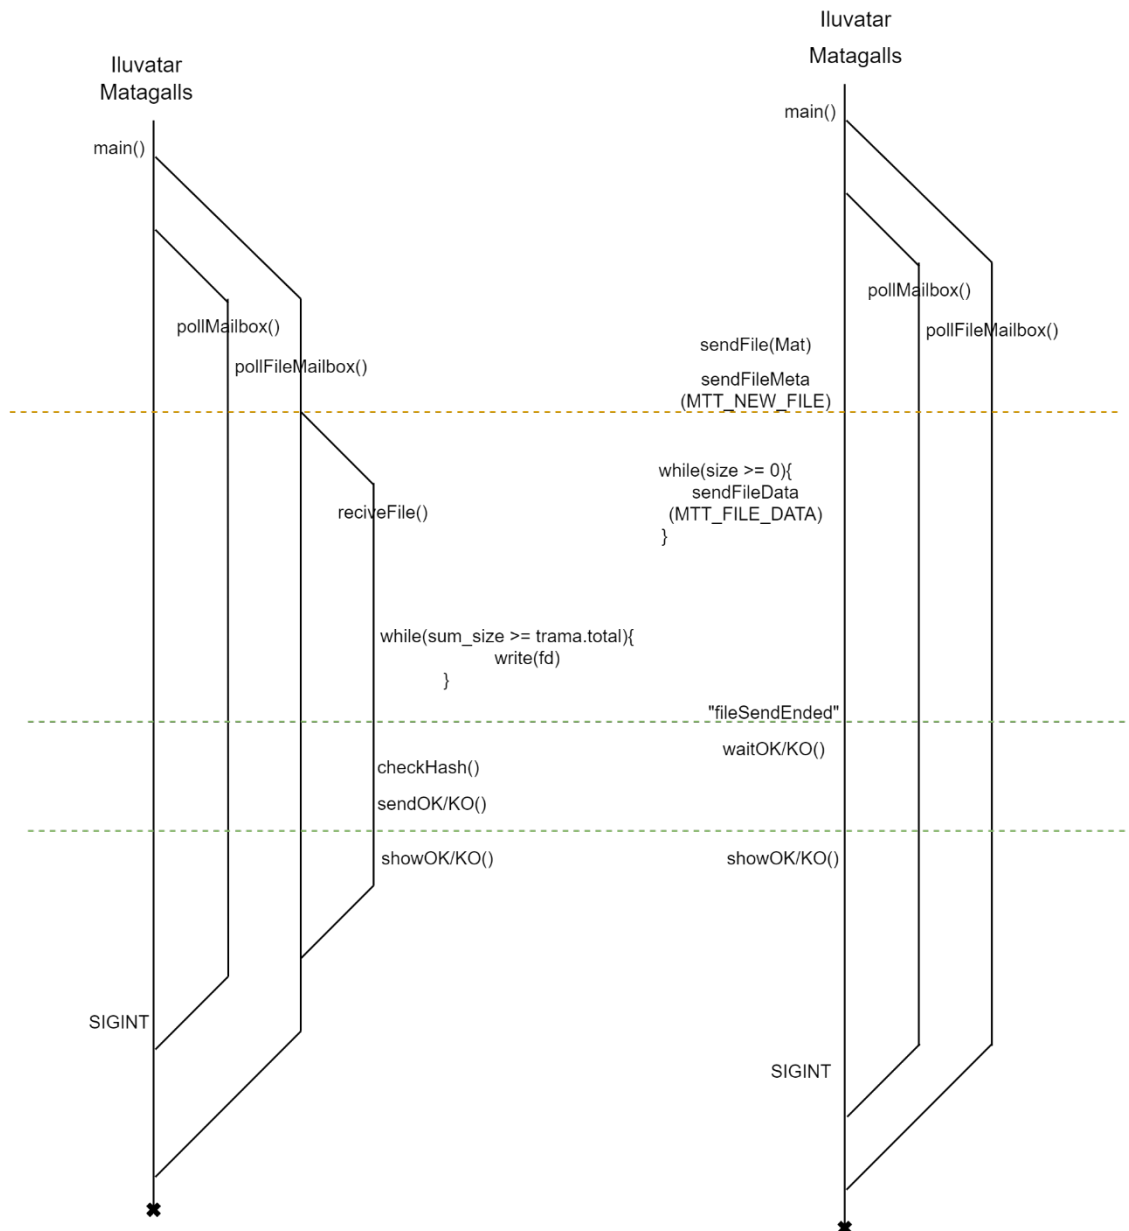 Iluvatar
Matagalls
main()
pollMailbox()
pollFileMailbox()
reciveFile()
while(sum_size >= trama.total){
write(fd)
}
checkHash()
sendOK/KO()
showOK/KO()
SIGINT
Iluvatar
Matagalls
main()
pollMailbox()
pollFileMailbox()
sendFile(Mat)
sendFileMeta
(MTT_NEW_FILE)
while(size >= 0){
sendFileData
(MTT_FILE_DATA)
}
"fileSendEnded"
waitOK/KO()
showOK/KO()
SIGINT